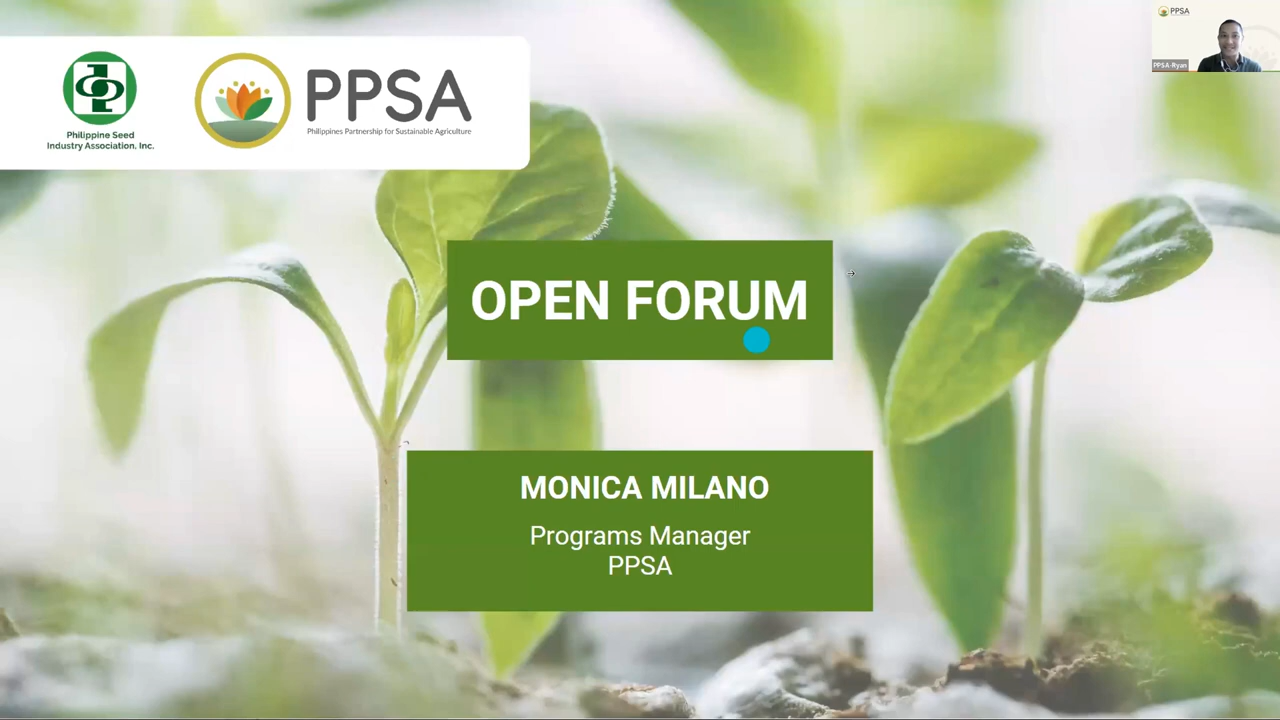 Philippine Seed
Industry Association, Inc.
PPSA
Philippines Partnership for Sustainable Agriculture
PPSA
PPSA-Ryan
OPEN FORUM
MONICA MILANO
Programs Manager
PPSA